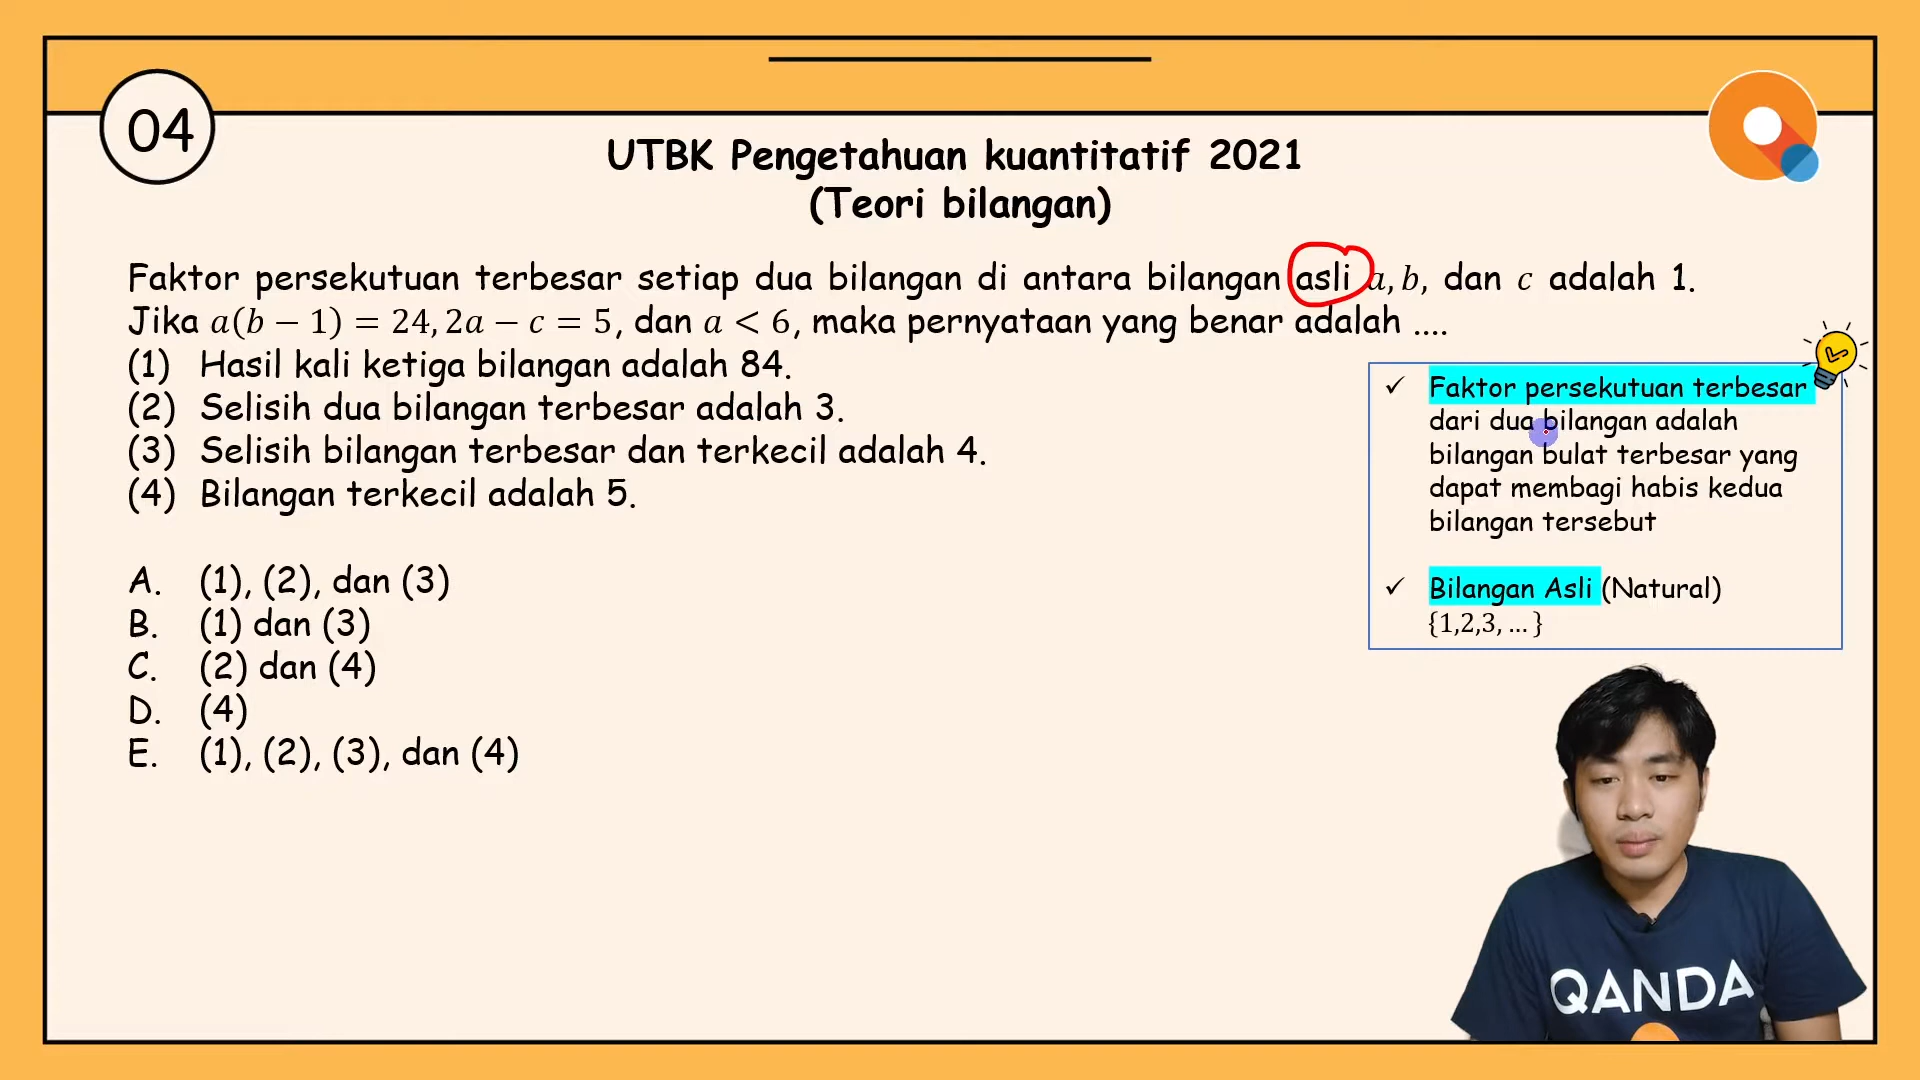 04
UTBK Pengetahuan kuantitatif 2021
(Teori bilangan)
Faktor persekutuan terbesar setiap dua bilangan di antara bilangan asli a, b, dan c adalah 1.
Jika a(b − 1) = 24, 2a − c = 5, dan a < 6, maka pernyataan yang benar adalah ....
(1) Hasil kali ketiga bilangan adalah 84.
(2) Selisih dua bilangan terbesar adalah 3.
(3) Selisih bilangan terbesar dan terkecil adalah 4.
(4) Bilangan terkecil adalah 5.
A. (1), (2), dan (3)
B. (1) dan (3)
C. (2) dan (4)
D. (4)
E. (1), (2), (3), dan (4)
✓ Faktor persekutuan terbesar
dari dua bilangan adalah
bilangan bulat terbesar yang
dapat membagi habis kedua
bilangan tersebut
✓ Bilangan Asli (Natural)
{1,2,3, … }
QANDA